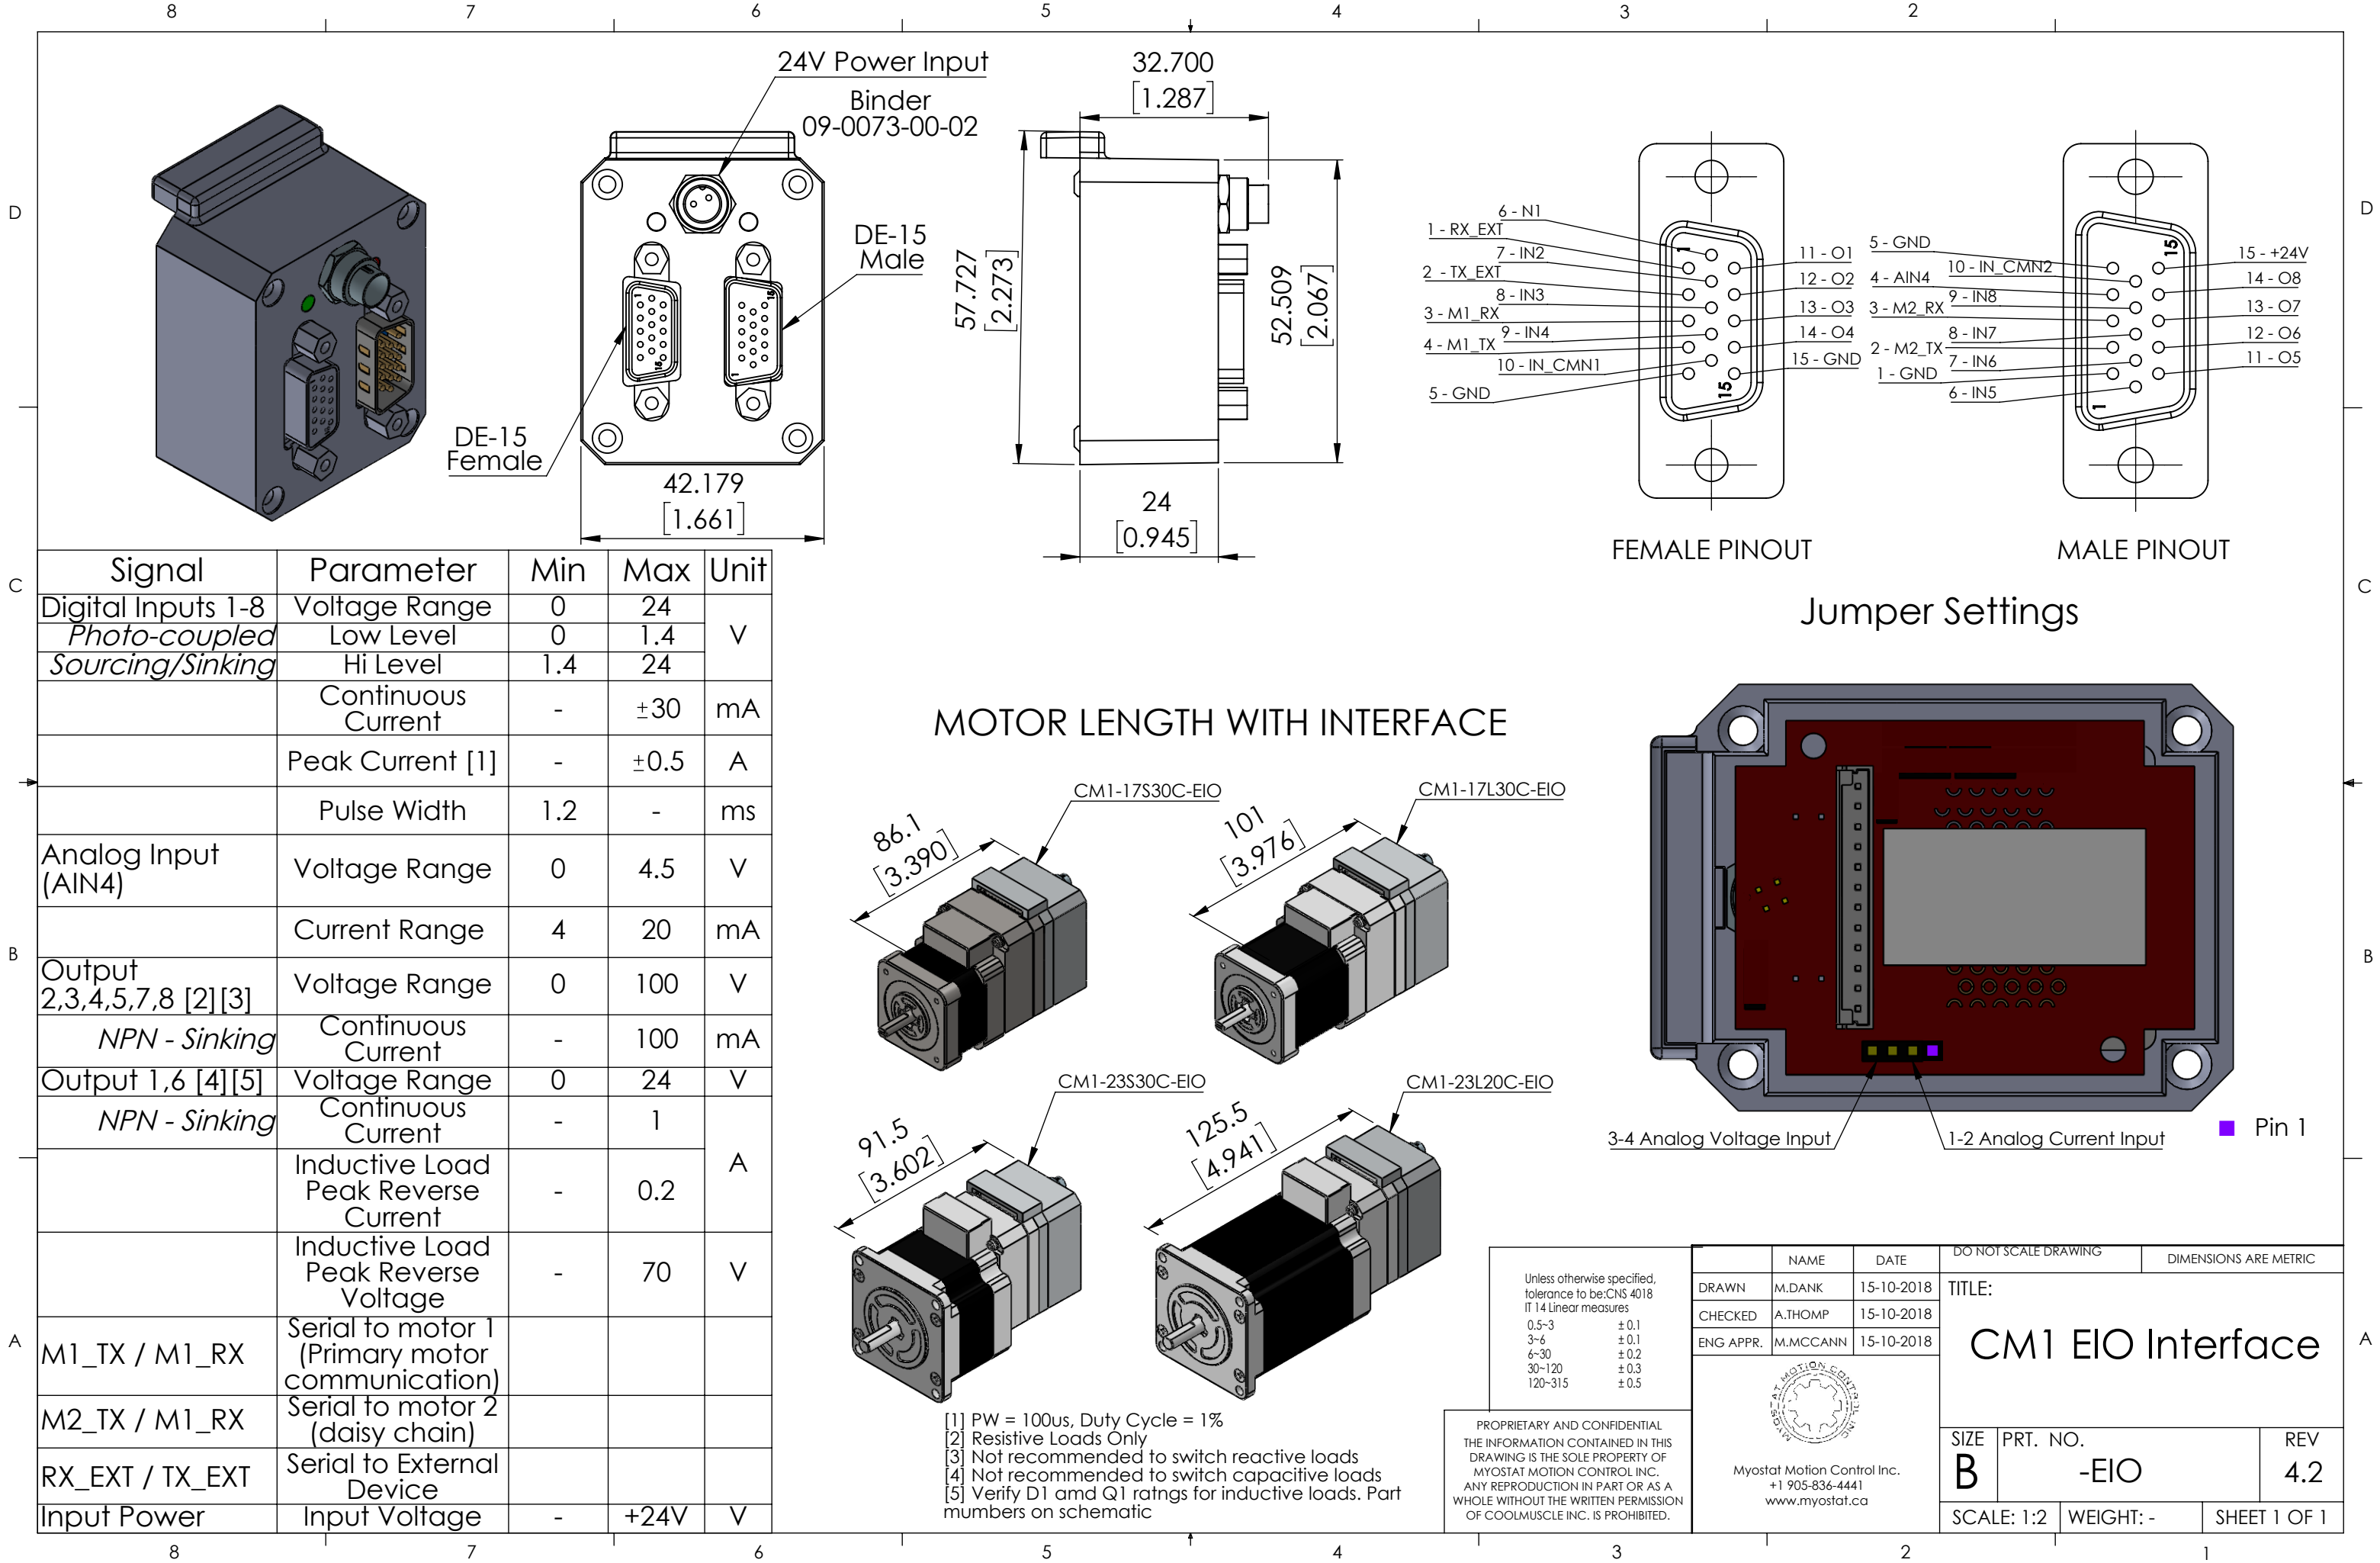 8 7 6 5 4 3 2
D
C
B
A
24V Power Input
Binder
09-0073-00-02
DE-15
Male
DE-15
Female
1
15
15
1
42.179
[1.661]
32.700
[1.287]
57.727
[2.273]
52.509
[2.067]
24
[0.945]
6 - N1
1 - RX_EXT
7 - IN2
2 - TX_EXT
8 - IN3
3 - M1_RX
9 - IN4
4 - M1_TX
10 - IN_CMN1
5 - GND
11 - O1
12 - O2
13 - O3
14 - O4
15 - GND
1
15
FEMALE PINOUT
5 - GND
10 - IN_CMN2
4 - AIN4
9 - IN8
3 - M2_RX
8 - IN7
2 - M2_TX
7 - IN6
1 - GND
6 - IN5
15 - +24V
14 - O8
13 - O7
12 - O6
11 - O5
15
1
MALE PINOUT
Signal Parameter Min Max Unit
Digital Inputs 1-8 Voltage Range 0 24 V
Photo-coupled Low Level 0 1.4
Sourcing/Sinking Hi Level 1.4 24
Continuous
Current - ±30 mA
Peak Current [1] - ±0.5 A
Pulse Width 1.2 - ms
Analog Input
(AIN4) Voltage Range 0 4.5 V
Current Range 4 20 mA
Output
2,3,4,5,7,8 [2][3] Voltage Range 0 100 V
NPN - Sinking Continuous
Current - 100 mA
Output 1,6 [4][5] Voltage Range 0 24 V
NPN - Sinking Continuous
Current - 1 A
Inductive Load
Peak Reverse
Current - 0.2
Inductive Load
Peak Reverse
Voltage - 70 V
M1_TX / M1_RX Serial to motor 1
(Primary motor
communication)
M2_TX / M1_RX Serial to motor 2
(daisy chain)
RX_EXT / TX_EXT Serial to External
Device
Input Power Input Voltage - +24V V
MOTOR LENGTH WITH INTERFACE
CM1-17S30C-EIO
86.1
[3.390]
CM1-17L30C-EIO
101
[3.976]
CM1-23S30C-EIO
91.5
[3.602]
CM1-23L20C-EIO
125.5
[4.941]
[1] PW = 100us, Duty Cycle = 1%
[2] Resistive Loads Only
[3] Not recommended to switch reactive loads
[4] Not recommended to switch capacitive loads
[5] Verify D1 amd Q1 ratngs for inductive loads. Part
mumbers on schematic
Jumper Settings
3-4 Analog Voltage Input
1-2 Analog Current Input
Pin 1
Unless otherwise specified,
tolerance to be:CNS 4018
IT 14 Linear measures
0.5~3 ± 0.1
3~6 ± 0.1
6~30 ± 0.2
30~120 ± 0.3
120~315 ± 0.5
PROPRIETARY AND CONFIDENTIAL
THE INFORMATION CONTAINED IN THIS
DRAWING IS THE SOLE PROPERTY OF
MYOSTAT MOTION CONTROL INC.
ANY REPRODUCTION IN PART OR AS A
WHOLE WITHOUT THE WRITTEN PERMISSION
OF COOLMUSCLE INC. IS PROHIBITED.
NAME DATE
DRAWN M.DANK 15-10-2018
CHECKED A.THOMP 15-10-2018
ENG APPR. M.MCCANN 15-10-2018
MYOS-AT MOTION CONTROL INC
Myostat Motion Control Inc.
+1 905-836-4441
www.myostat.ca
DO NOT SCALE DRAWING
DIMENSIONS ARE METRIC
TITLE:
CM1 EIO Interface
SIZE
B
PRT. NO.
-EIO
REV
4.2
SCALE: 1:2 WEIGHT: - SHEET 1 OF 1
D
C
B
A
8 7 6 5 4 3 2 1